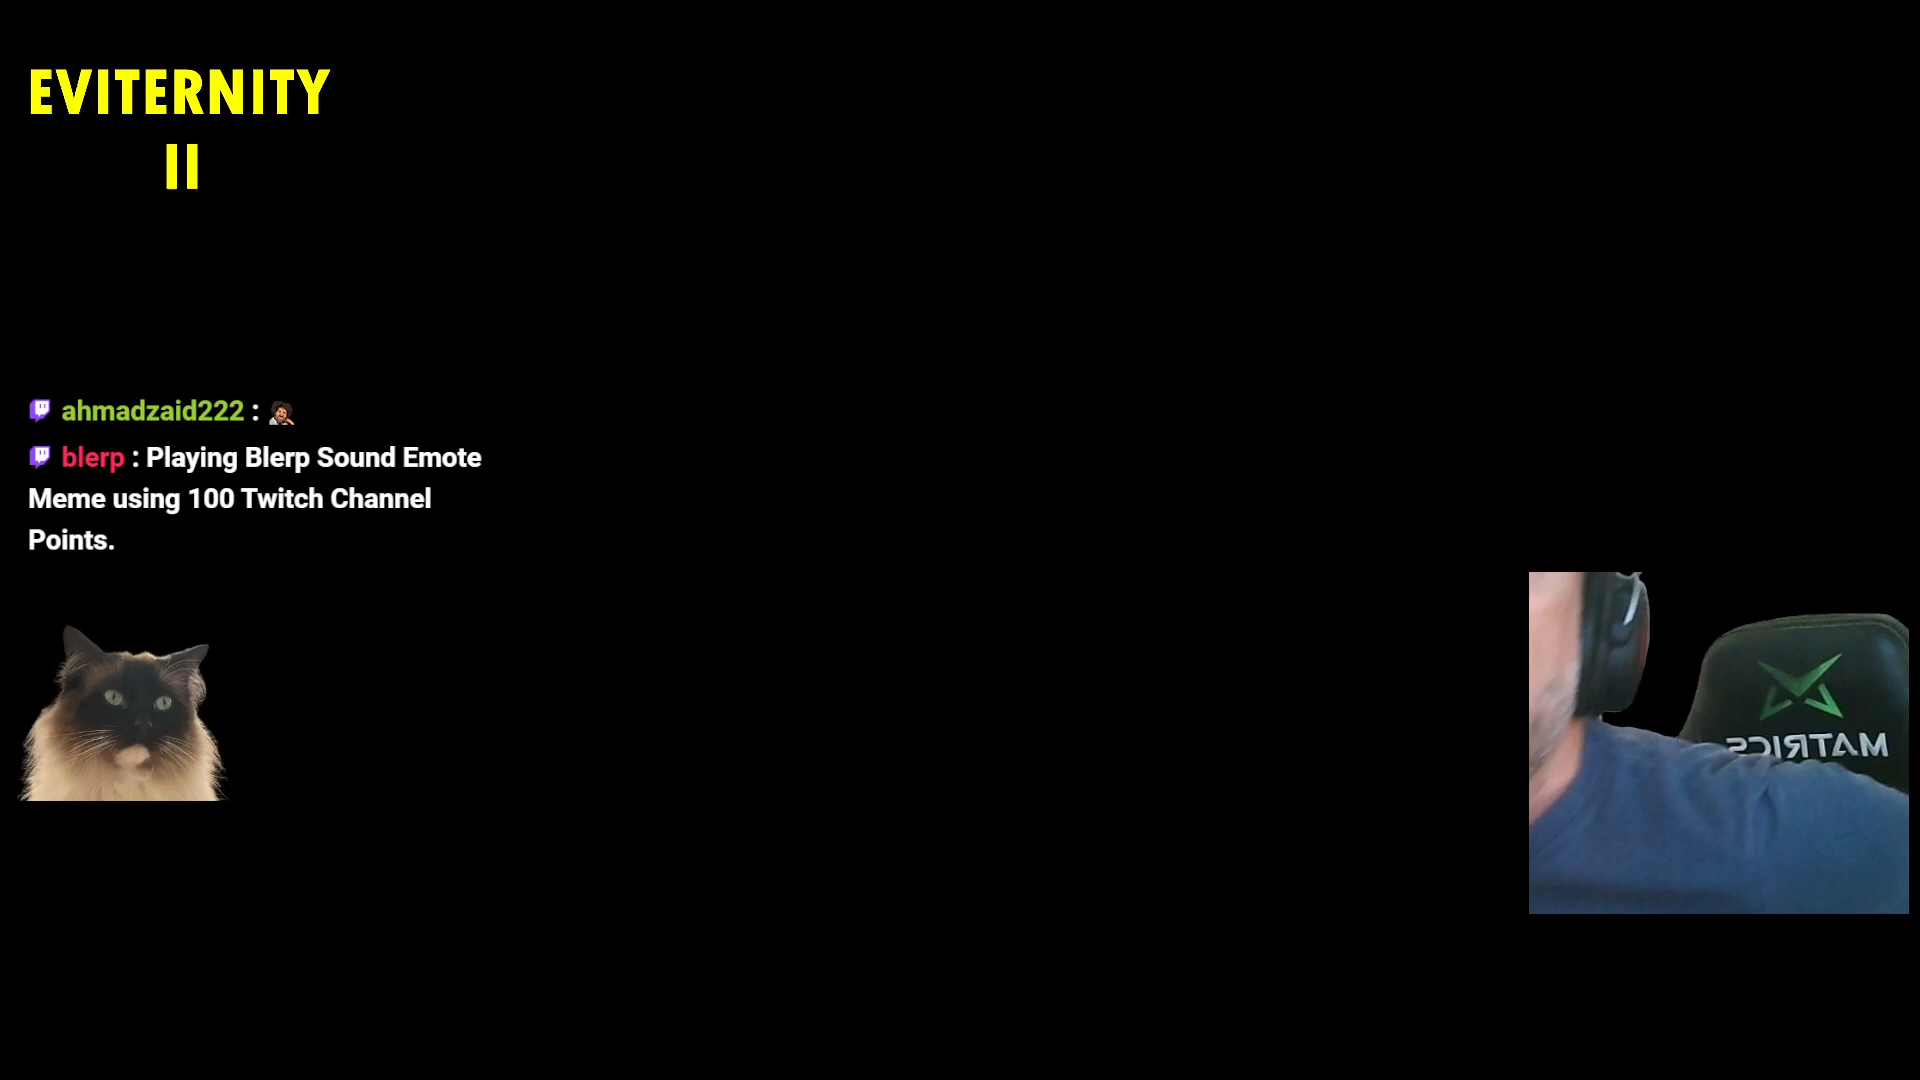 EVITERNITY
II
ahmadzaid222 :
blerp : Playing Blerp Sound Emote
Meme using 100 Twitch Channel
Points.
MATRICS